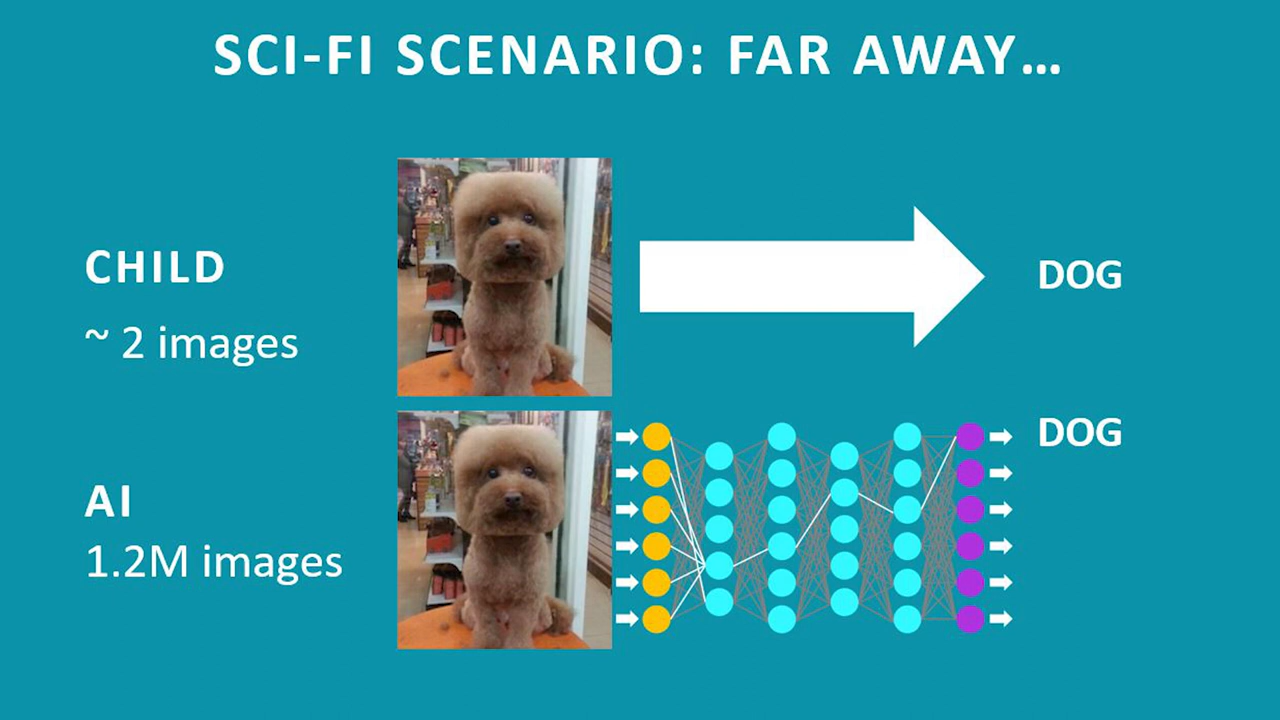 SCI-FI SCENARIO: FAR AWAY…
CHILD
~ 2 images
DOG
AI
1.2M images
DOG